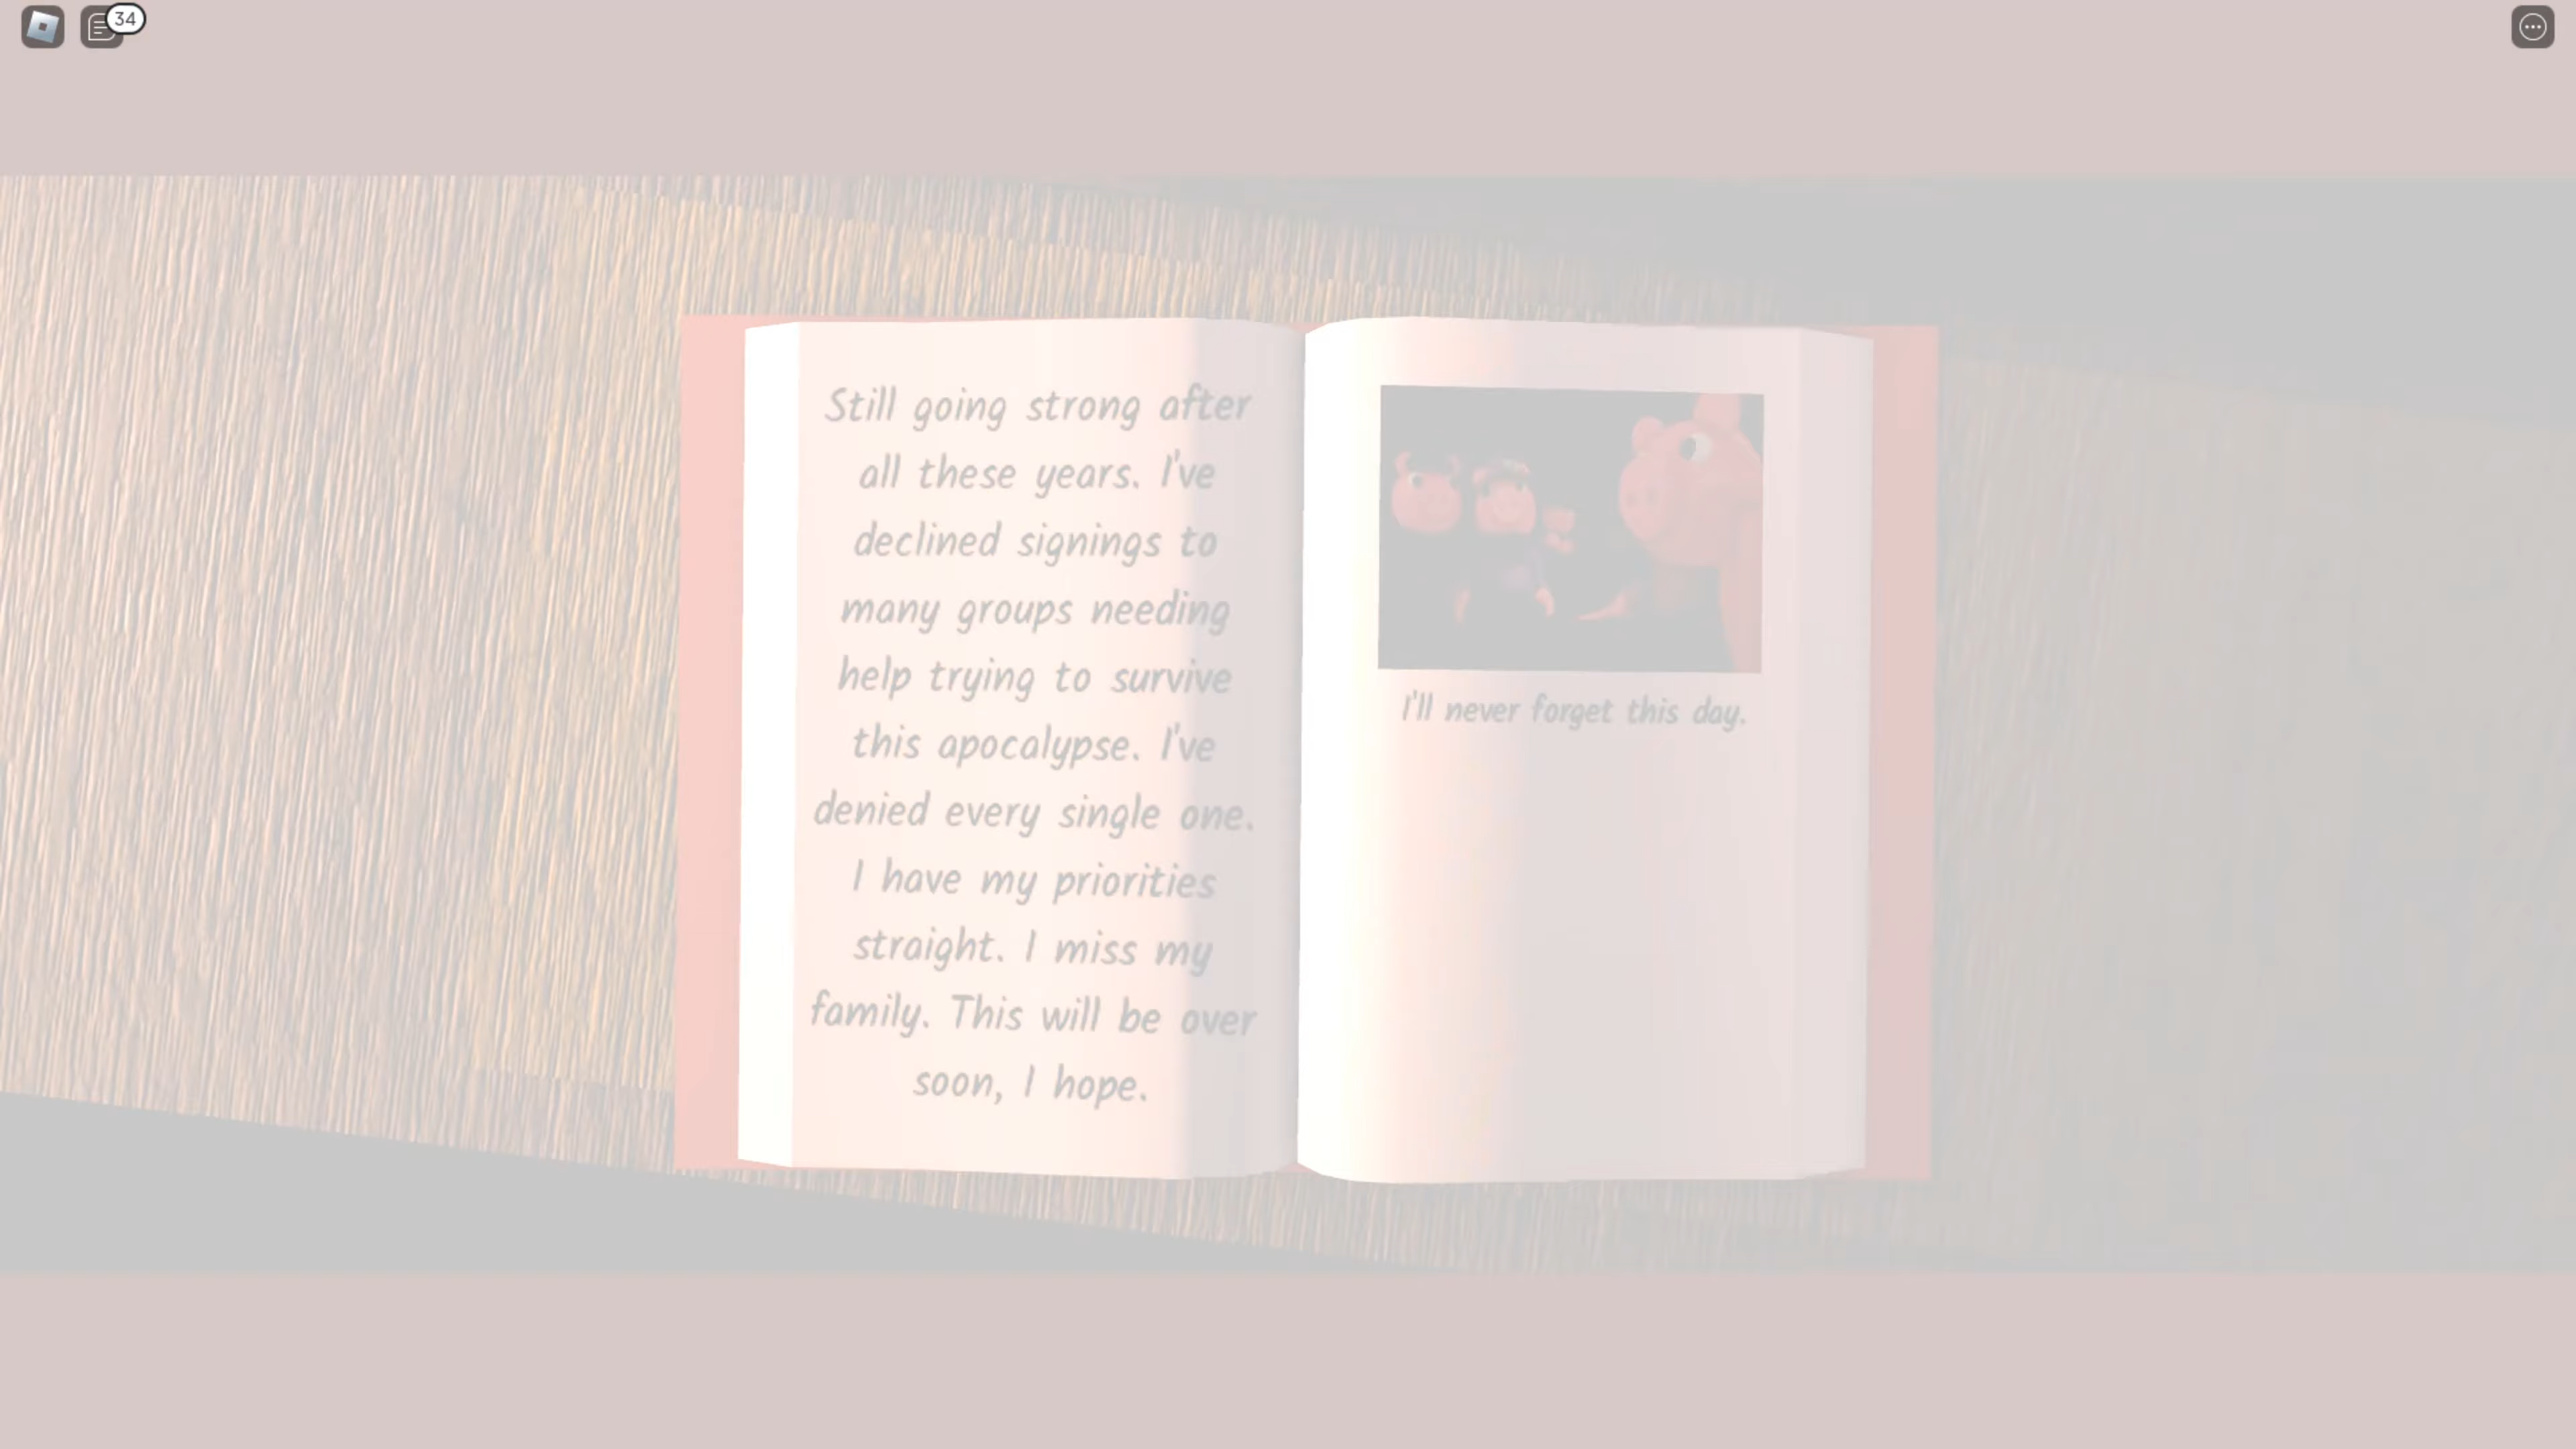 34
Still going strong after
all these years. I've
declined signings to
many groups needing
help trying to survive
this apocalypse. I've
denied every single one.
I have my priorities
straight. I miss my
family. This will be over
soon, I hope.
I'll never forget this day.